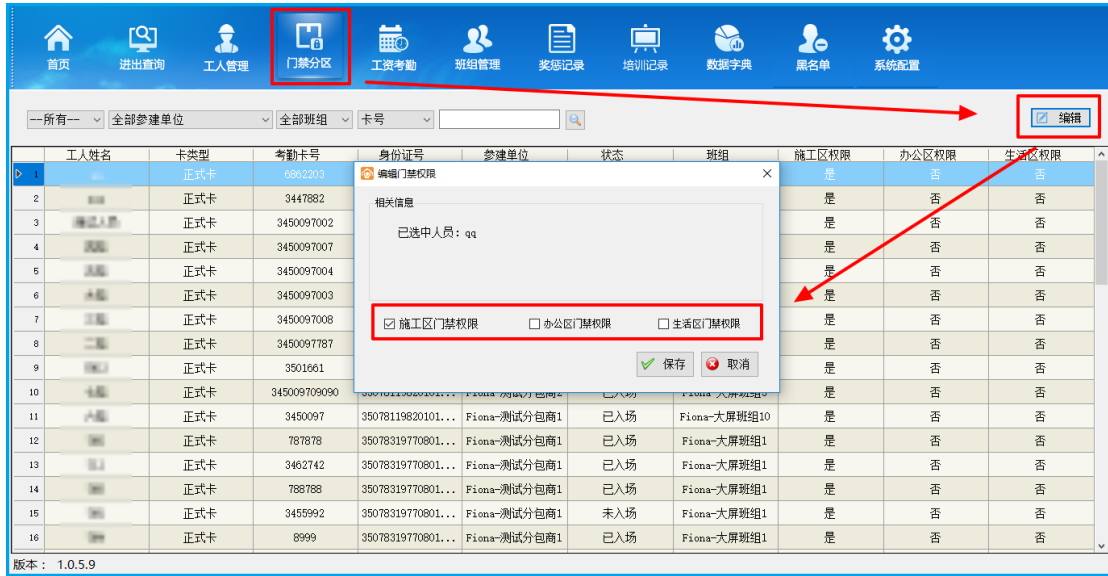 首页 进出查询 工人管理 门禁分区 工资考勤 班组管理 奖惩记录 培训记录 数据字典 黑名单 系统配置
--所有-- 全部参建单位 全部班组 卡号 编辑
工人姓名 卡类型 考勤卡号 身份证号 参建单位 状态 班组 施工区权限 办公区权限 生活区权限
1 正式卡 6862203 是 否 否
编辑门禁权限
2 正式卡 3447882 是 否 否
相关信息
3 正式卡 3450097002 是 否 否
已选中人员: qq
4 正式卡 3450097007 是 否 否
5 正式卡 3450097004 是 否 否
6 正式卡 3450097003 是 否 否
7 正式卡 3450097008 是 否 否
施工区门禁权限 办公区门禁权限 生活区门禁权限
8 正式卡 3450097787 是 否 否
9 正式卡 3501661 是 否 否
保存 取消
10 正式卡 345009709090 35078119820101... Fiona-测试分包商2 已入场 是 否 否
11 正式卡 3450097 35078119820101... Fiona-测试分包商1 已入场 Fiona-大屏班组10 是 否 否
12 正式卡 787878 35078319770801... Fiona-测试分包商1 已入场 Fiona-大屏班组1 是 否 否
13 正式卡 3462742 35078319770801... Fiona-测试分包商1 已入场 Fiona-大屏班组1 是 否 否
14 正式卡 788788 35078319770801... Fiona-测试分包商1 已入场 Fiona-大屏班组1 是 否 否
15 正式卡 3455992 35078319770801... Fiona-测试分包商1 未入场 Fiona-大屏班组1 是 否 否
16 正式卡 8999 35078319770801... Fiona-测试分包商1 已入场 Fiona-大屏班组1 是 否 否
版本: 1.0.5.9